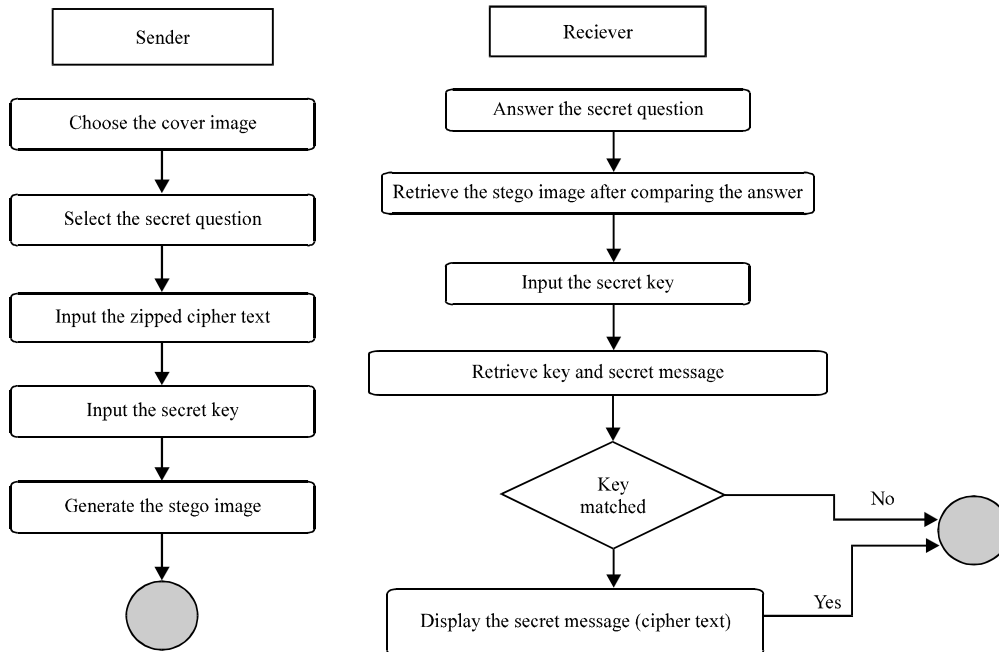 Sender
Choose the cover image
Select the secret question
Input the zipped cipher text
Input the secret key
Generate the stego image
Reciever
Answer the secret question
Retrieve the stego image after comparing the answer
Input the secret key
Retrieve key and secret message
Key
matched
No
Yes
Display the secret message (cipher text)